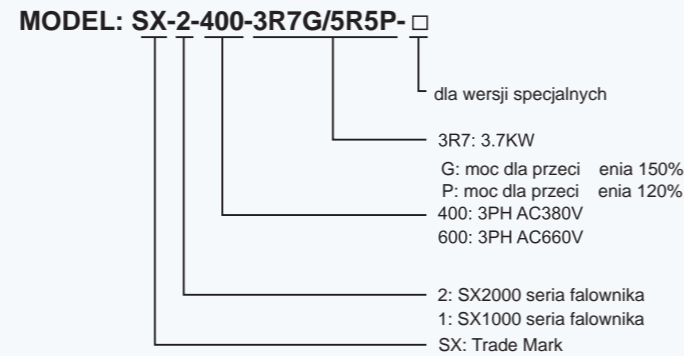 MODEL: SX-2-400-3R7G/5R5P- □
dla wersji specjalnych
3R7: 3.7KW
G: moc dla przeci enia 150%
P: moc dla przeci enia 120%
400: 3PH AC380V
600: 3PH AC660V
2: SX2000 seria falownika
1: SX1000 seria falownika
SX: Trade Mark